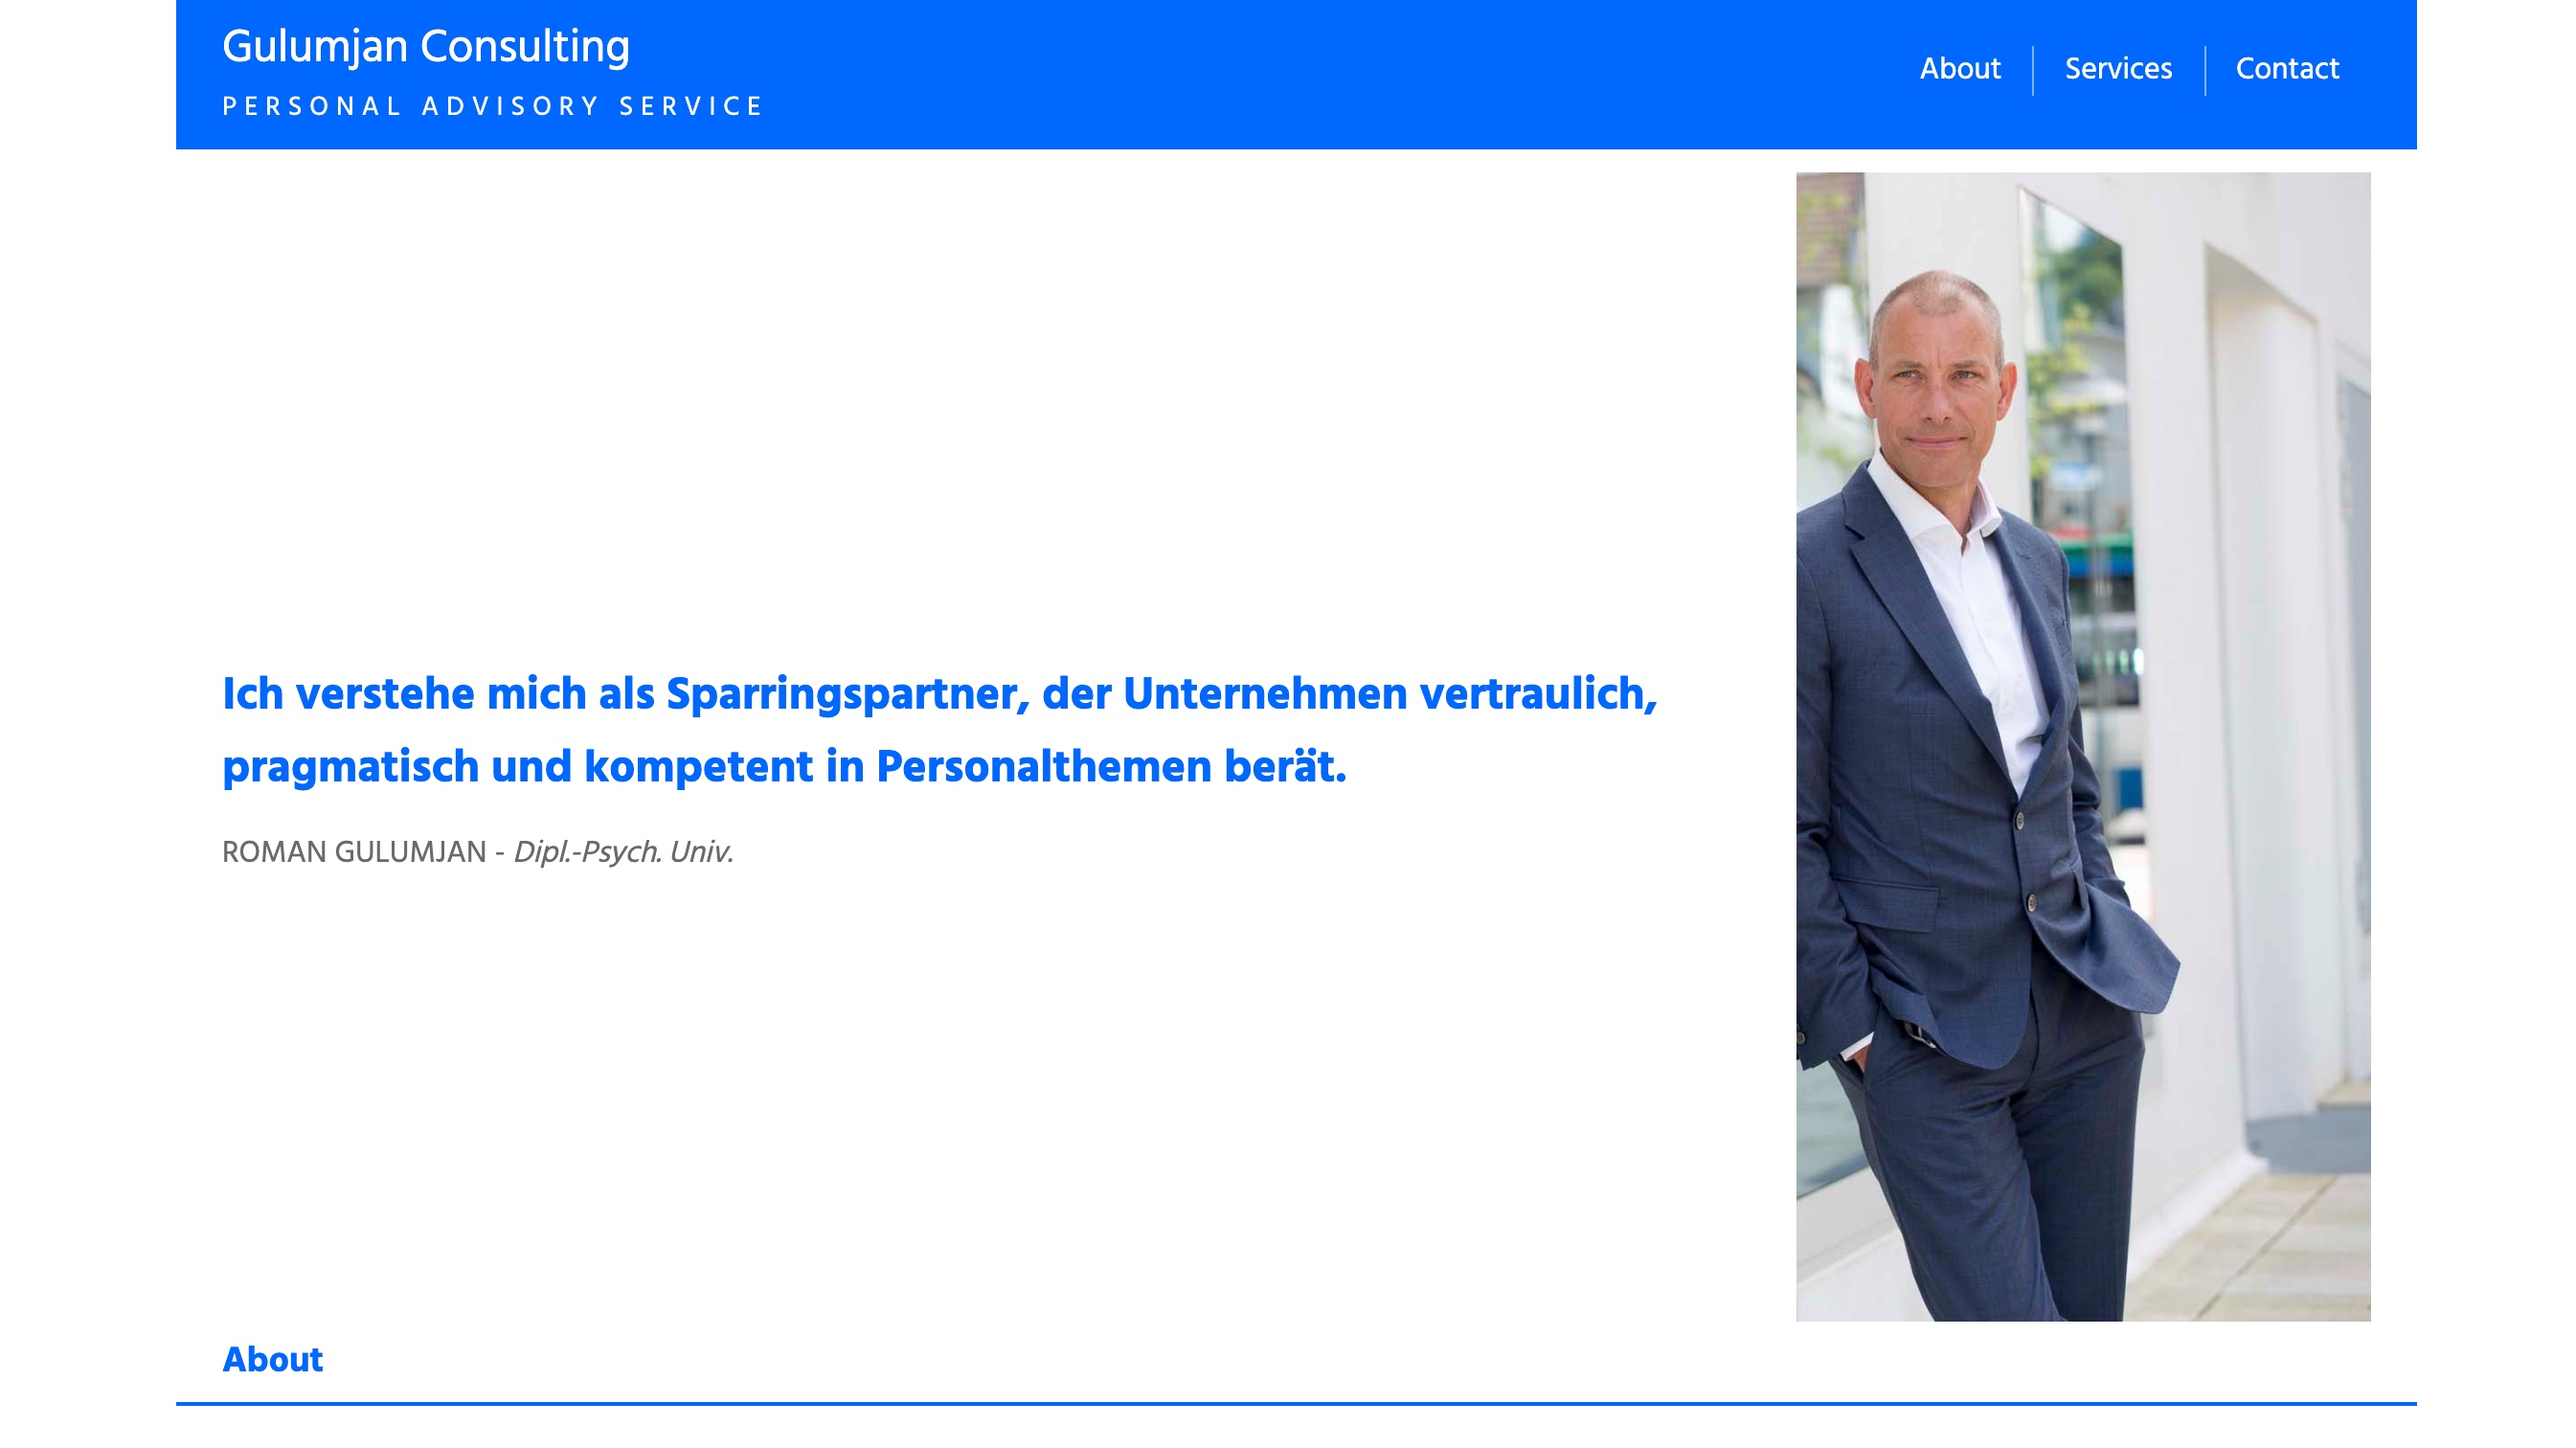 Gulumjan Consulting
PERSONAL ADVISORY SERVICE
About
Services
Contact
Ich verstehe mich als Sparringspartner, der Unternehmen vertraulich,
pragmatisch und kompetent in Personalthemen berät.
ROMAN GULUMJAN - Dipl.-Psych. Univ.
About